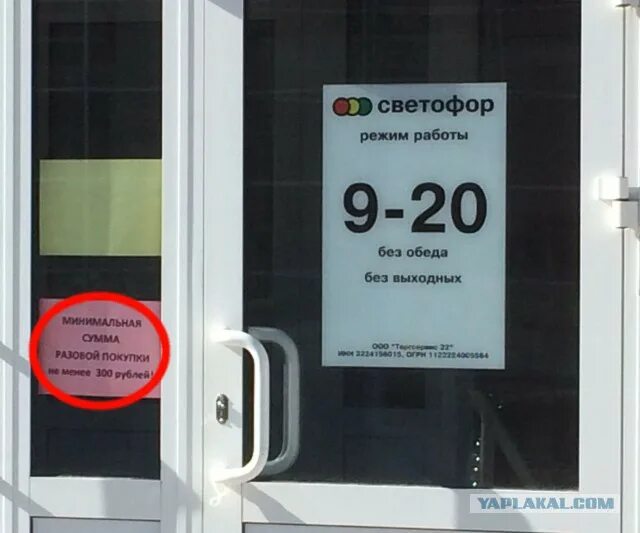 светофор
режим работы
9-20
без обеда
без выходных
ООО "Торгсервис 22"
ИНН 2224156015, ОГРН 1122224005584
МИНИМАЛЬНАЯ
СУММА
РАЗОВОЙ ПОКУПКИ
не менее 300 рублей!
YAPLAKAL.COM